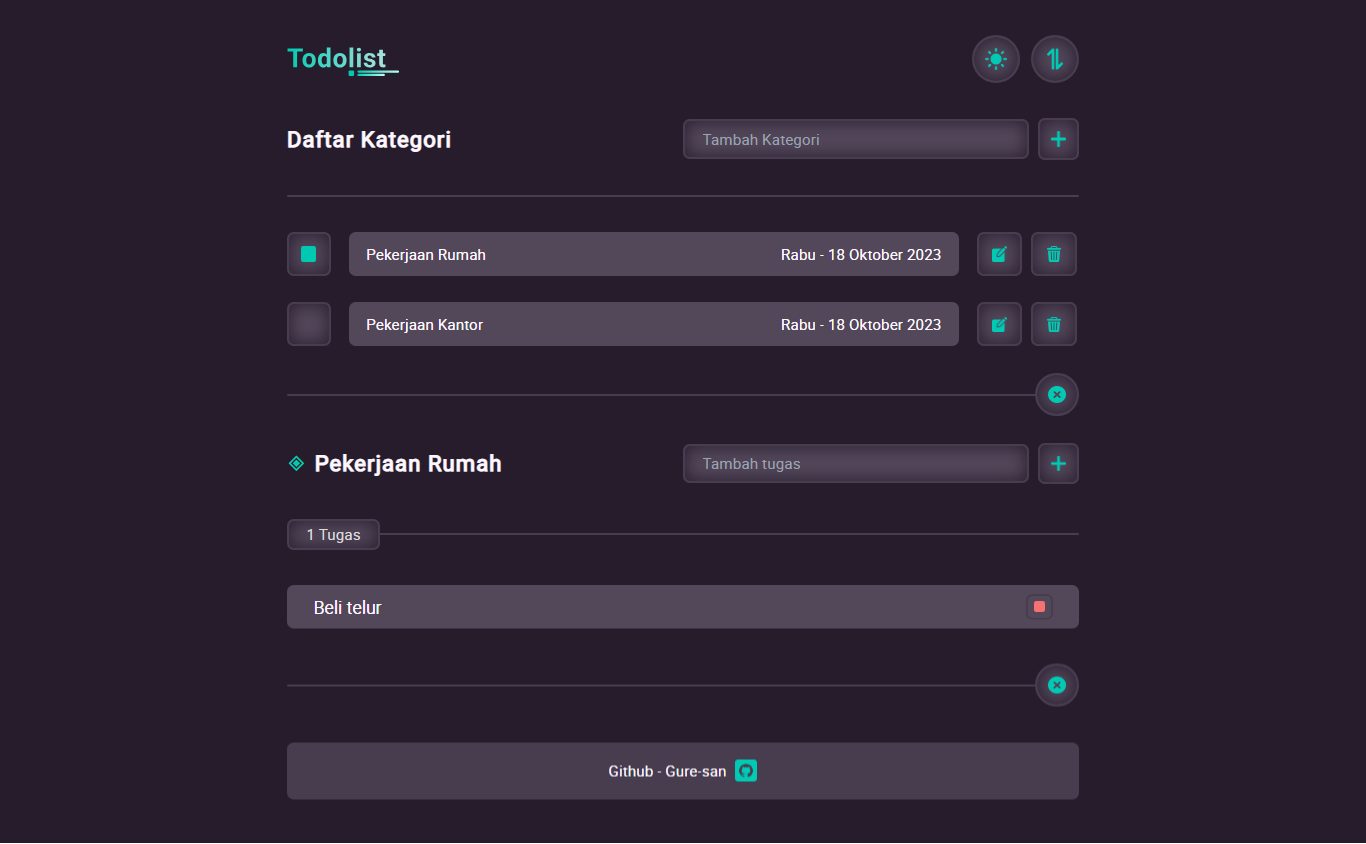 Todolist
Daftar Kategori
Tambah Kategori
Pekerjaan Rumah
Rabu - 18 Oktober 2023
Pekerjaan Kantor
Rabu - 18 Oktober 2023
Pekerjaan Rumah
Tambah tugas
1 Tugas
Beli telur
Github - Gure-san